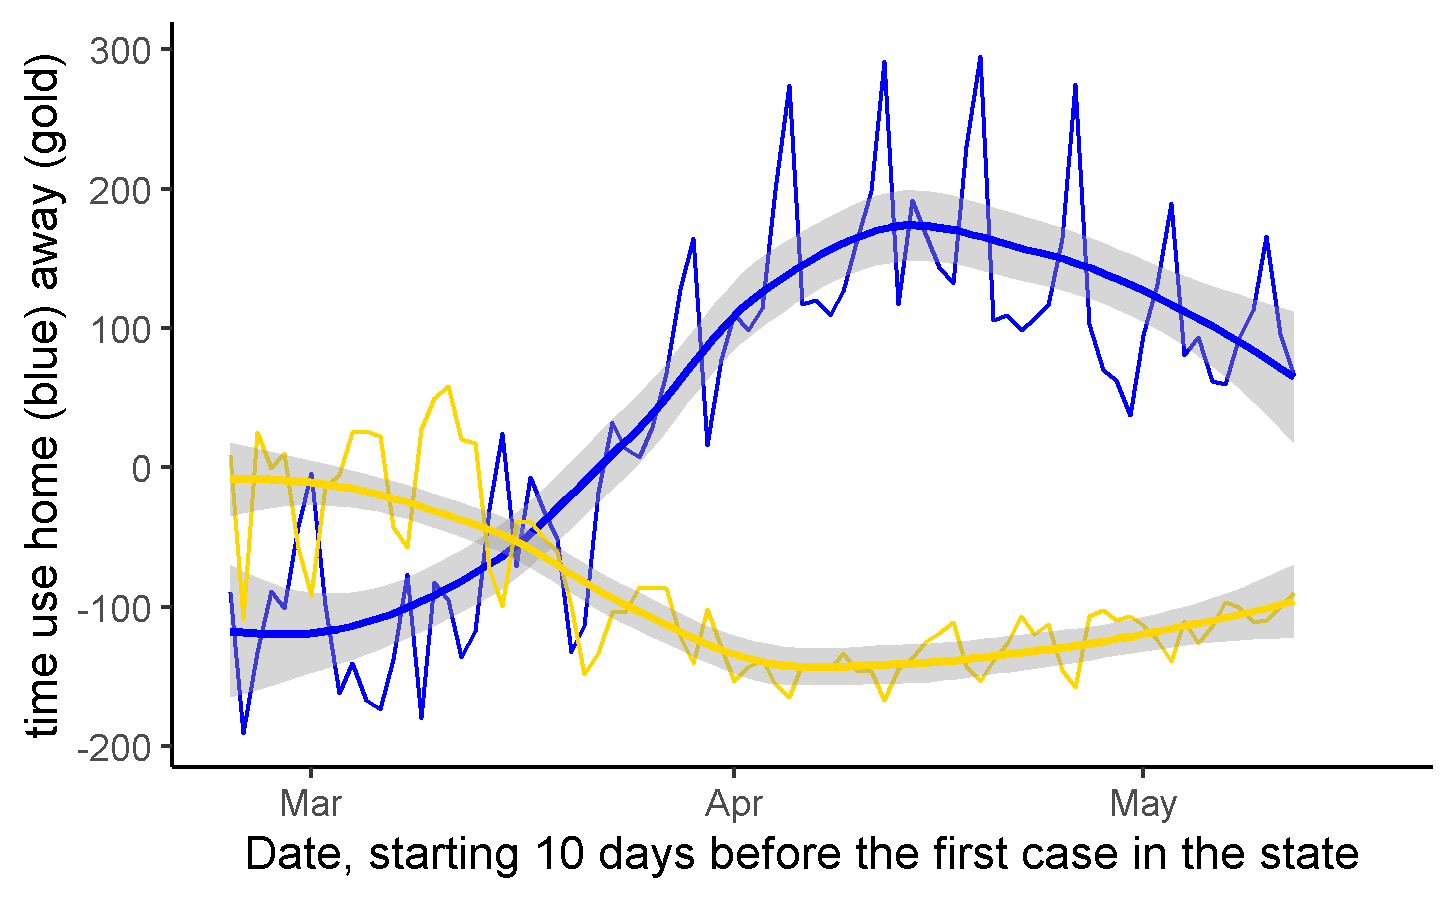 time use home (blue) away (gold)
300
200
100
0
-100
-200
Mar Apr May
Date, starting 10 days before the first case in the state